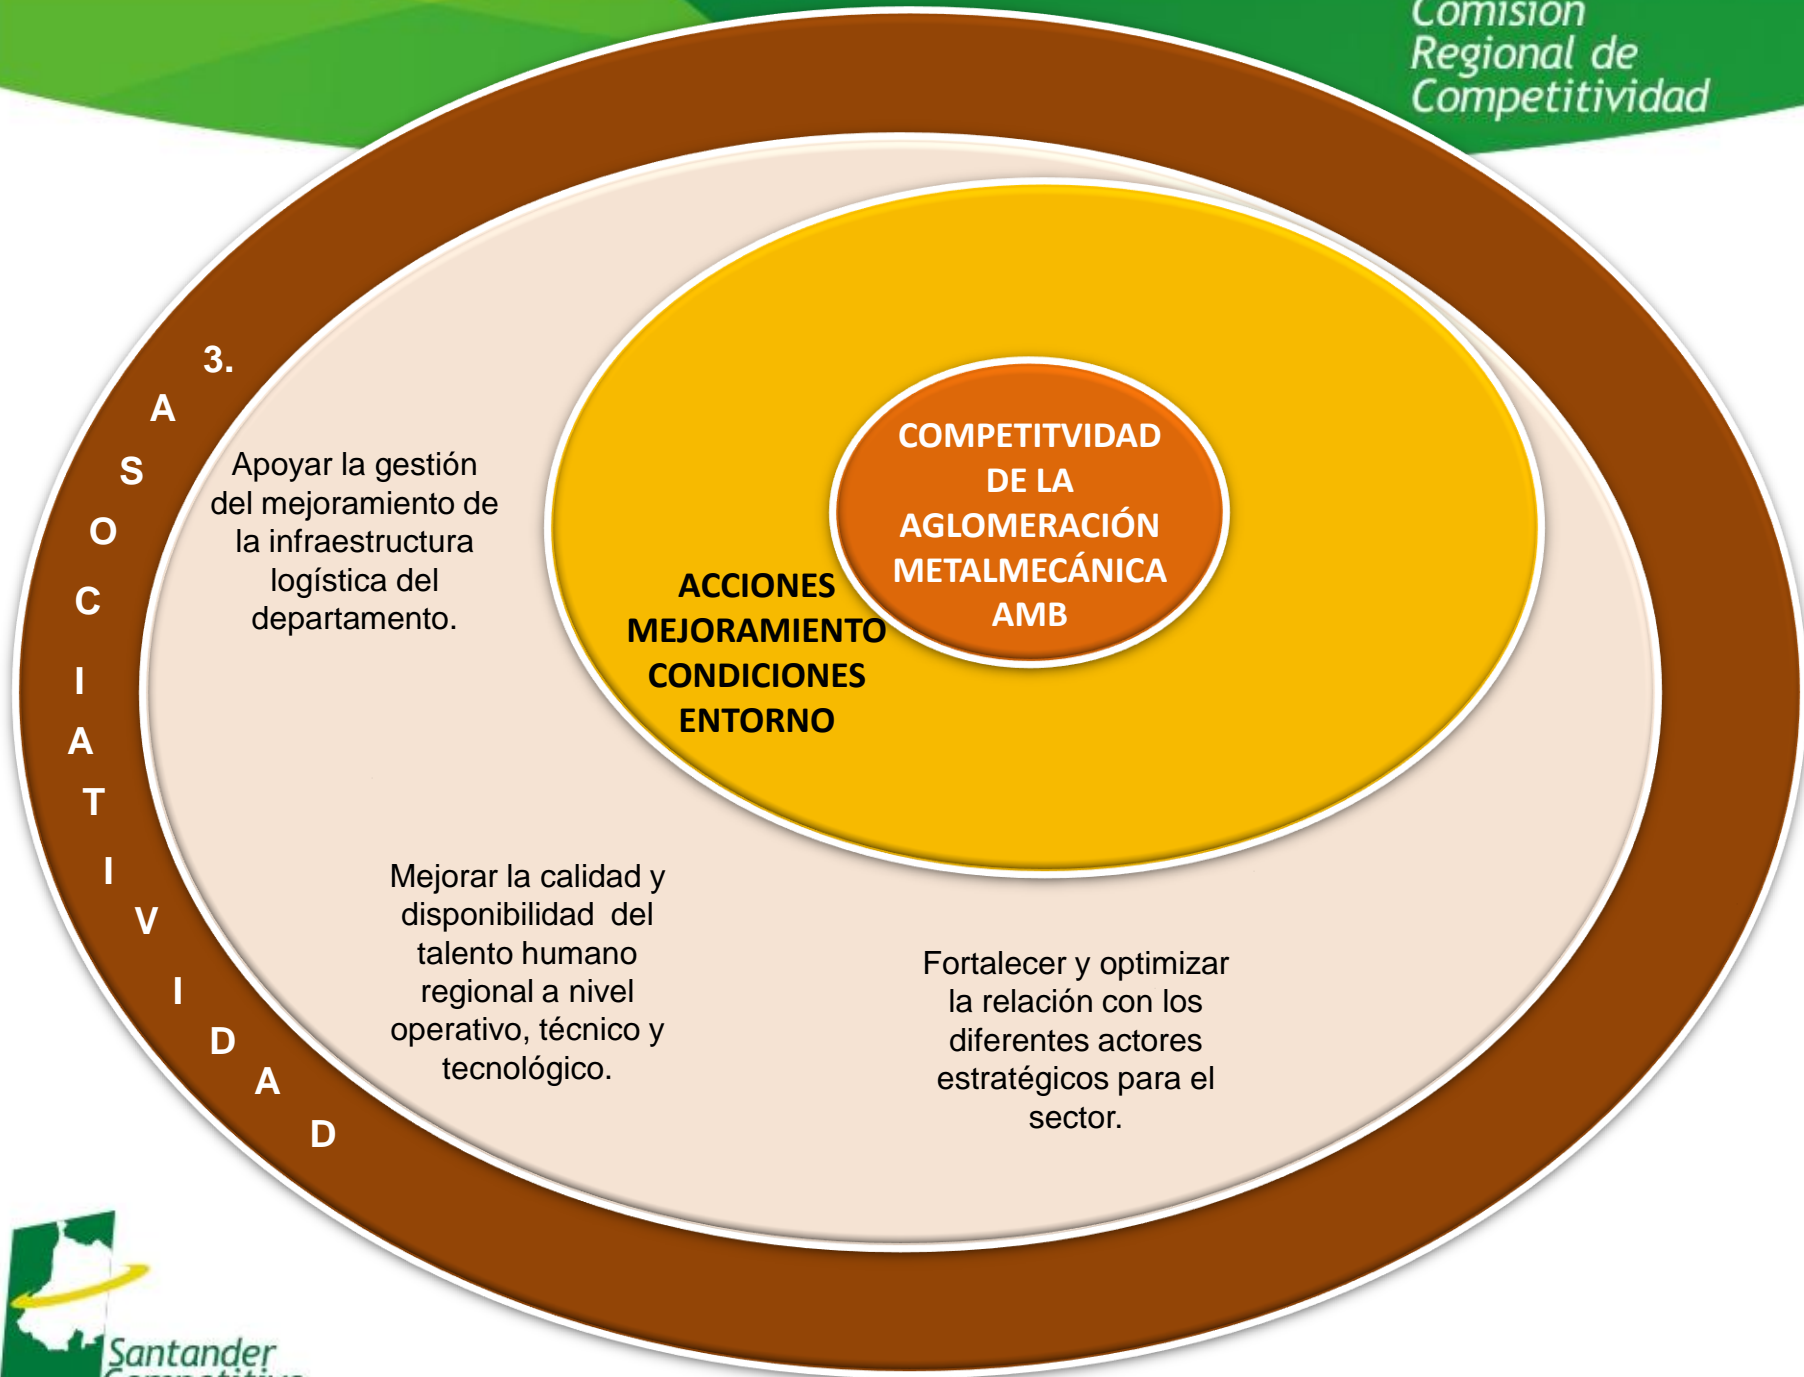 Comisión
Regional de
Competitividad
3.
A
S
O
C
I
A
T
I
V
I
D
A
D
Apoyar la gestión
del mejoramiento de
la infraestructura
logística del
departamento.
COMPETITVIDAD
DE LA
AGLOMERACIÓN
METALMECÁNICA
AMB
ACCIONES
MEJORAMIENTO
CONDICIONES
ENTORNO
Mejorar la calidad y
disponibilidad del
talento humano
regional a nivel
operativo, técnico y
tecnológico.
Fortalecer y optimizar
la relación con los
diferentes actores
estratégicos para el
sector.
Santander
Competitivo